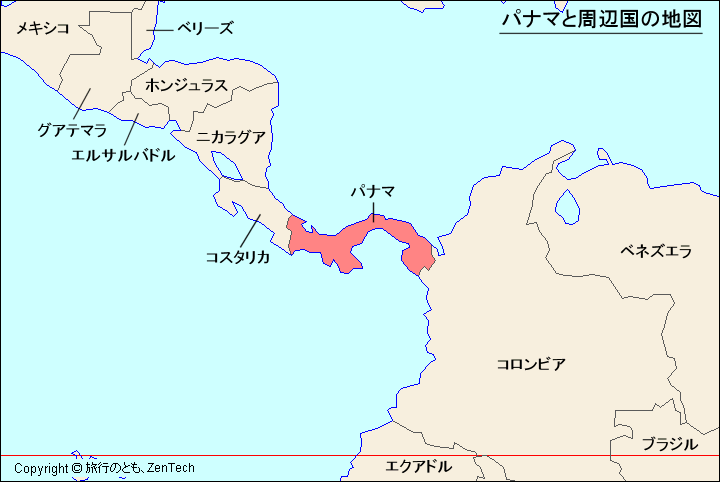 パナマと周辺国の地図
メキシコ
ベリーズ
ホンジュラス
グアテマラ
エルサルバドル
ニカラグア
パナマ
コスタリカ
ベネズエラ
コロンビア
ブラジル
エクアドル
Copyright © 旅行のとも、ZenTech